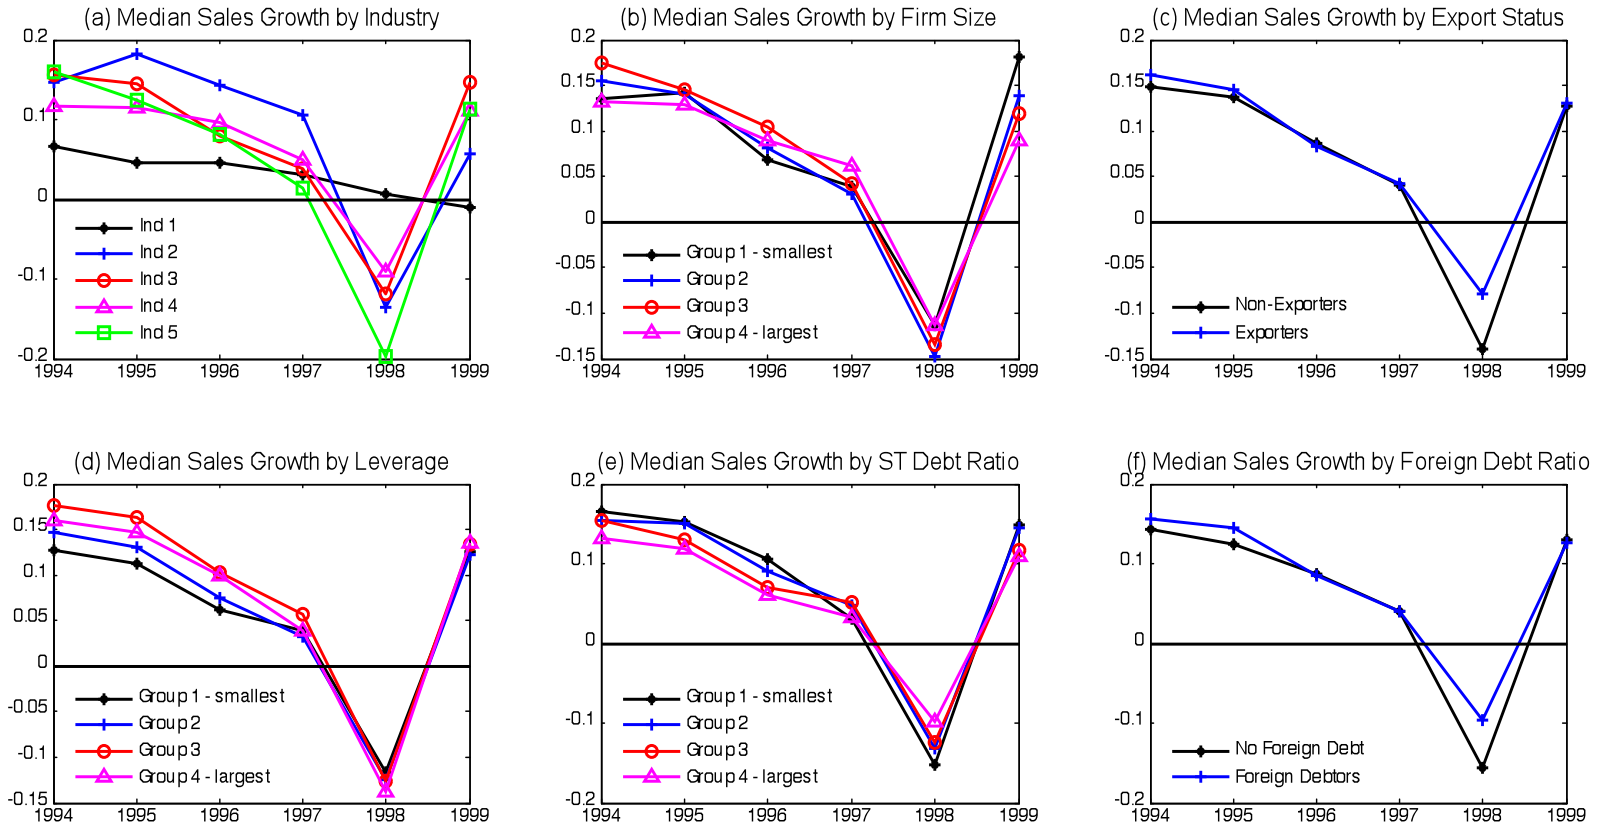 (a) Median Sales Growth by Industry
0.2
0.1
0
-0.1
-0.2
Ind 1
Ind 2
Ind 3
Ind 4
Ind 5
1994 1995 1996 1997 1998 1999
(b) Median Sales Growth by Firm Size
0.2
0.15
0.1
0.05
0
-0.05
-0.1
-0.15
Group 1 - smallest
Group 2
Group 3
Group 4 - largest
1994 1995 1996 1997 1998 1999
(c) Median Sales Growth by Export Status
0.2
0.15
0.1
0.05
0
-0.05
-0.1
-0.15
Non-Exporters
Exporters
1994 1995 1996 1997 1998 1999
(d) Median Sales Growth by Leverage
0.2
0.15
0.1
0.05
0
-0.05
-0.1
-0.15
Group 1 - smallest
Group 2
Group 3
Group 4 - largest
1994 1995 1996 1997 1998 1999
(e) Median Sales Growth by ST Debt Ratio
0.2
0.1
0
-0.1
-0.2
Group 1 - smallest
Group 2
Group 3
Group 4 - largest
1994 1995 1996 1997 1998 1999
(f) Median Sales Growth by Foreign Debt Ratio
0.2
0.1
0
-0.1
-0.2
No Foreign Debt
Foreign Debtors
1994 1995 1996 1997 1998 1999